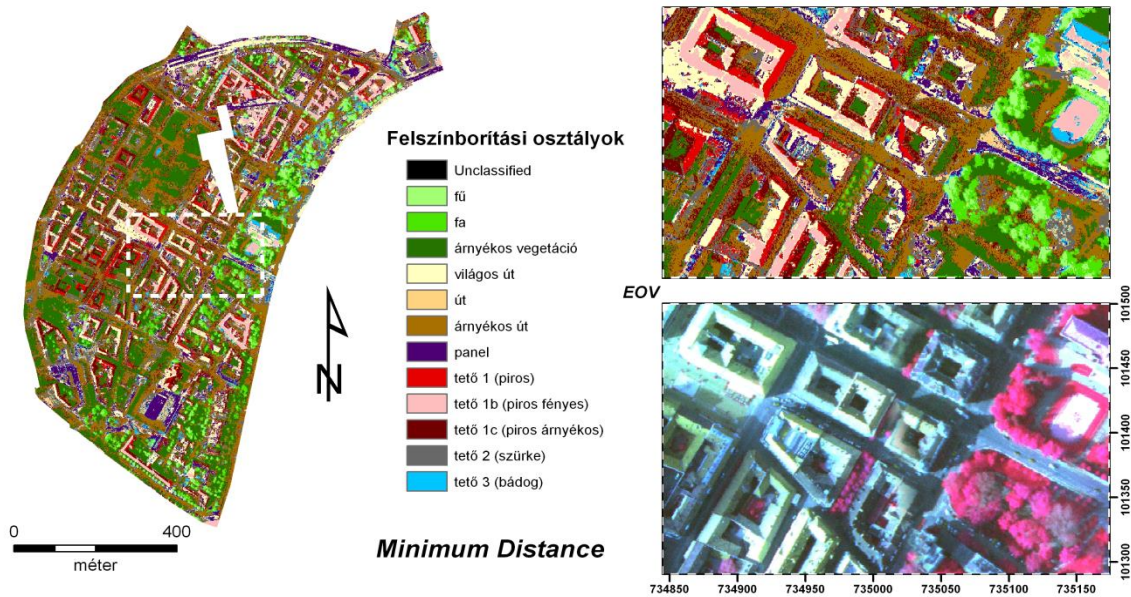 Felszínborítási osztályok
Unclassified
fű
fa
árnyékos vegetáció
világos út
út
árnyékos út
panel
tető 1 (piros)
tető 1b (piros fényes)
tető 1c (piros árnyékos)
tető 2 (szürke)
tető 3 (bádog)
N
0 400
méter
Minimum Distance
EOV
101500
101450
101400
101350
101300
734850 734900 734950 735000 735050 735100 735150